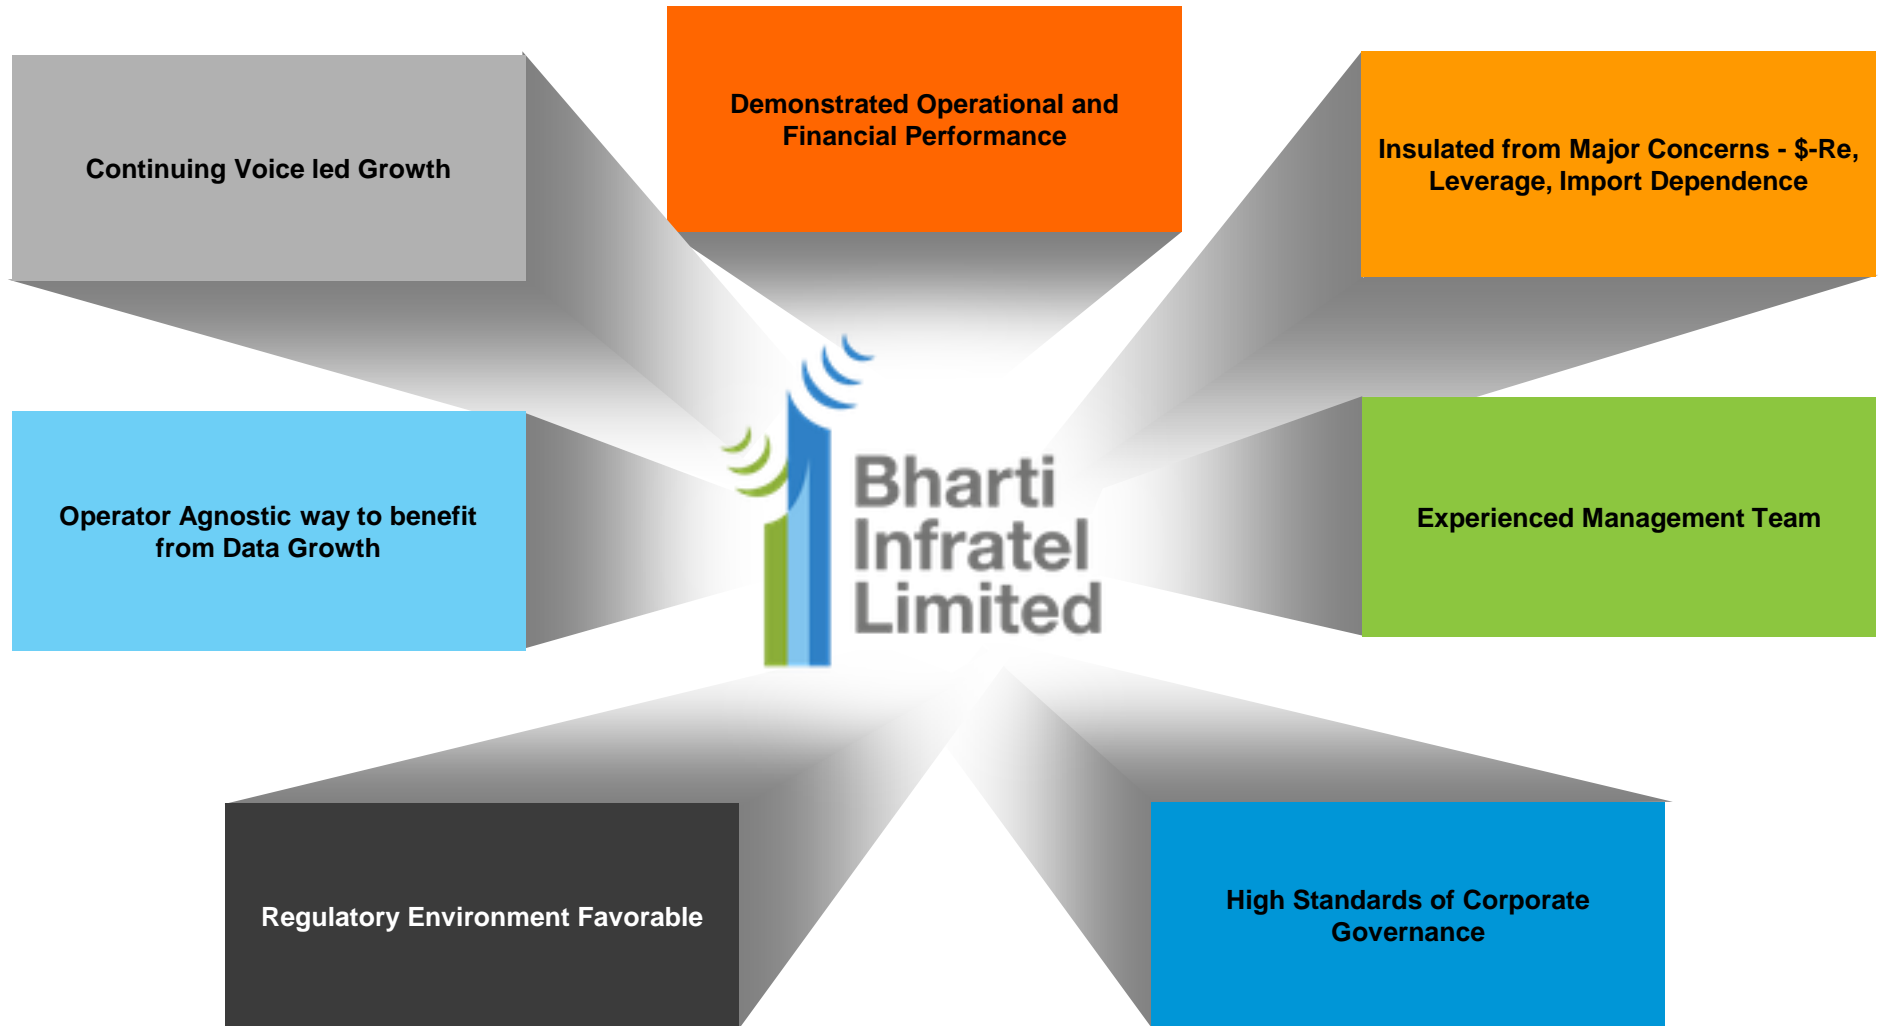 Demonstrated Operational and
Financial Performance
Continuing Voice led Growth
Insulated from Major Concerns - $-Re,
Leverage, Import Dependence
Operator Agnostic way to benefit
from Data Growth
Bharti
Infratel
Limited
Experienced Management Team
Regulatory Environment Favorable
High Standards of Corporate
Governance